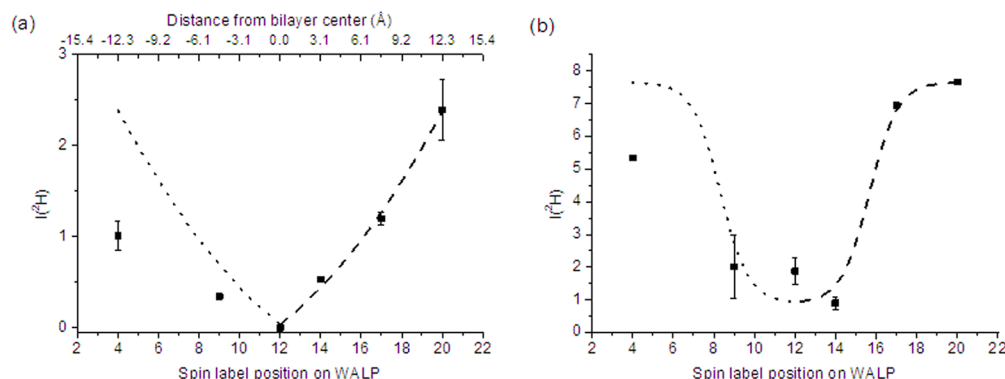 (a)
Distance from bilayer center (Å)
-15.4 -12.3 -9.2 -6.1 -3.1 0.0 3.1 6.1 9.2 12.3 15.4
3
2
1
0
I(²H)
2 4 6 8 10 12 14 16 18 20 22
Spin label position on WALP
(b)
8
7
6
5
4
3
2
1
0
I(²H)
2 4 6 8 10 12 14 16 18 20 22
Spin label position on WALP